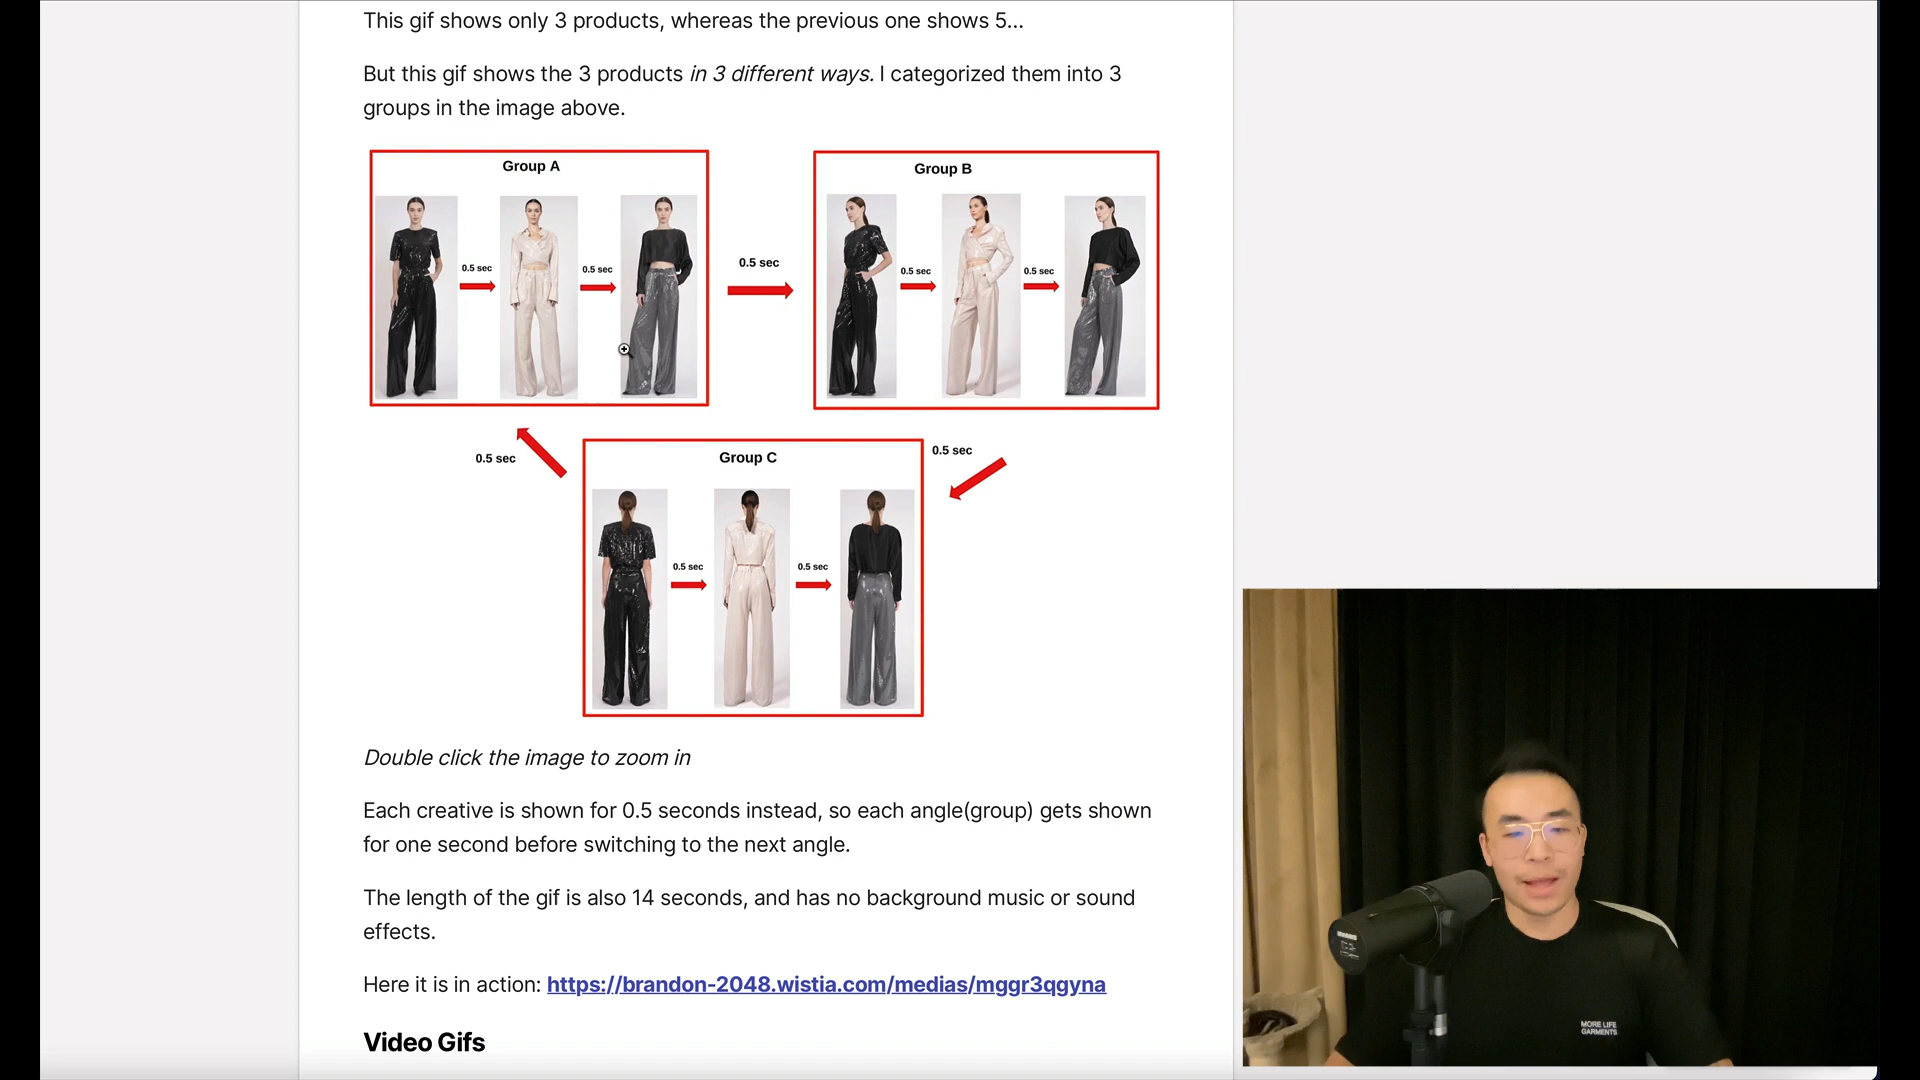 This gif shows only 3 products, whereas the previous one shows 5...
But this gif shows the 3 products in 3 different ways. I categorized them into 3
groups in the image above.
Group A
0.5 sec
0.5 sec
0.5 sec
Group B
0.5 sec
0.5 sec
0.5 sec
0.5 sec
Group C
0.5 sec
0.5 sec
Double click the image to zoom in
Each creative is shown for 0.5 seconds instead, so each angle(group) gets shown
for one second before switching to the next angle.
The length of the gif is also 14 seconds, and has no background music or sound
effects.
Here it is in action: https://brandon-2048.wistia.com/medias/mggr3qgyna
Video Gifs
MORE LIFE
GARMENTS